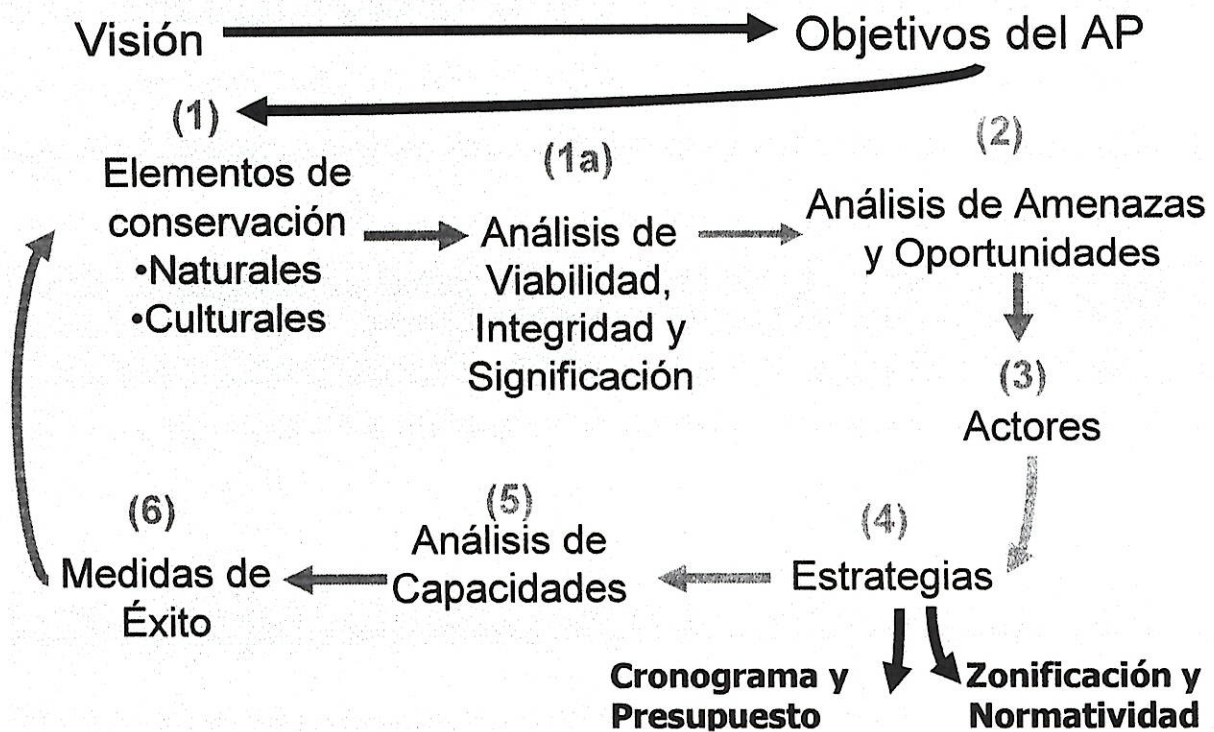 Visión
Objetivos del AP
(1)
Elementos de
conservación
•Naturales
•Culturales
(1a)
Análisis de
Viabilidad,
Integridad y
Significación
(2)
Análisis de Amenazas
y Oportunidades
(3)
Actores
(4)
Estrategias
Cronograma y
Presupuesto
Zonificación y
Normatividad
(5)
Análisis de
Capacidades
(6)
Medidas de
Éxito